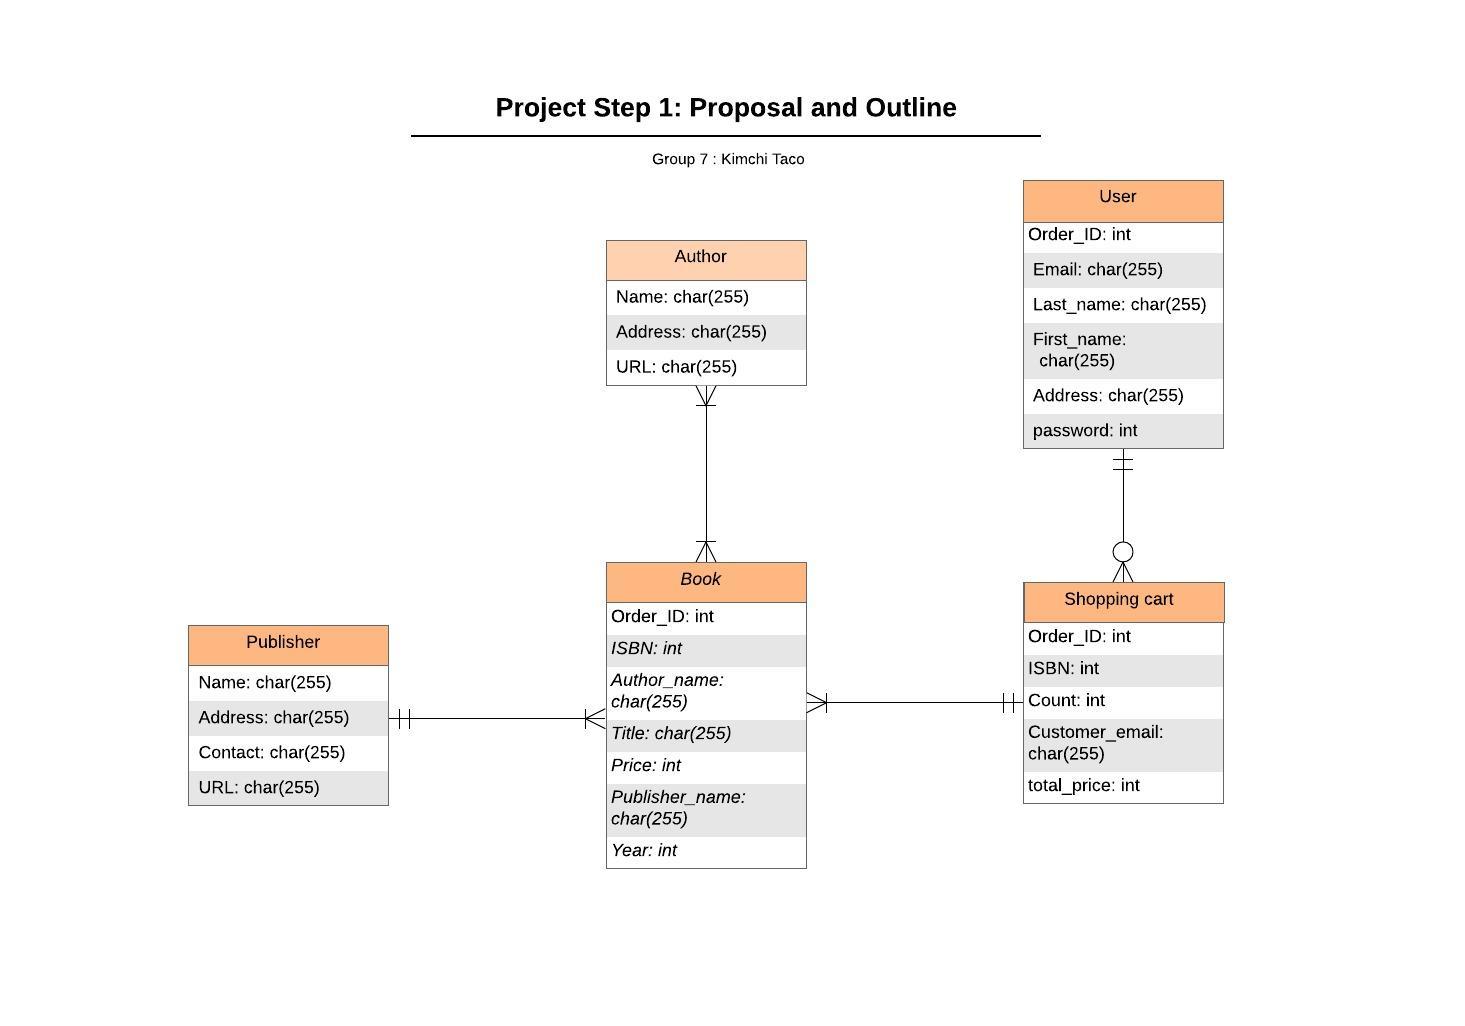 Project Step 1: Proposal and Outline
Group 7 : Kimchi Taco
User
Order_ID: int
Email: char(255)
Last_name: char(255)
First_name:
char(255)
Address: char(255)
password: int
Author
Name: char(255)
Address: char(255)
URL: char(255)
Book
Order_ID: int
ISBN: int
Author_name:
char(255)
Title: char(255)
Price: int
Publisher_name:
char(255)
Year: int
Shopping cart
Order_ID: int
ISBN: int
Count: int
Customer_email:
char(255)
total_price: int
Publisher
Name: char(255)
Address: char(255)
Contact: char(255)
URL: char(255)